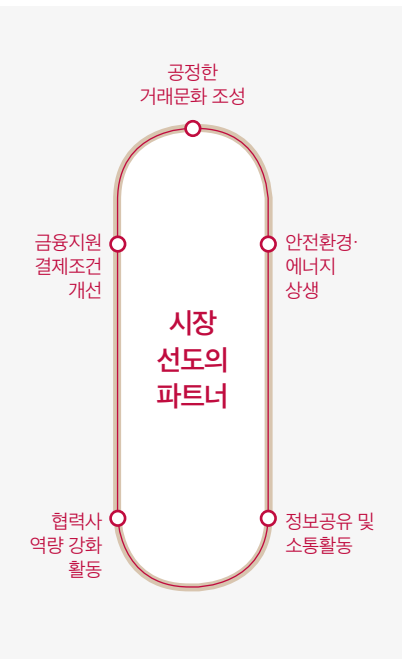 공정한
거래문화 조성
금융지원
결제조건
개선
안전환경·
에너지
상생
시장
선도의
파트너
협력사
역량 강화
활동
정보공유 및
소통활동